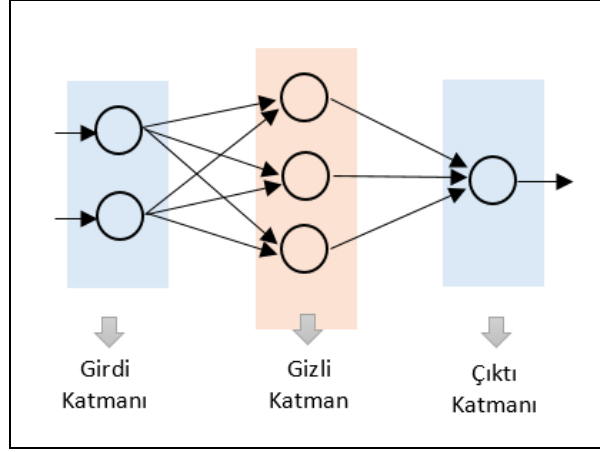 Girdi
Katmanı
Gizli
Katman
Çıktı
Katmanı